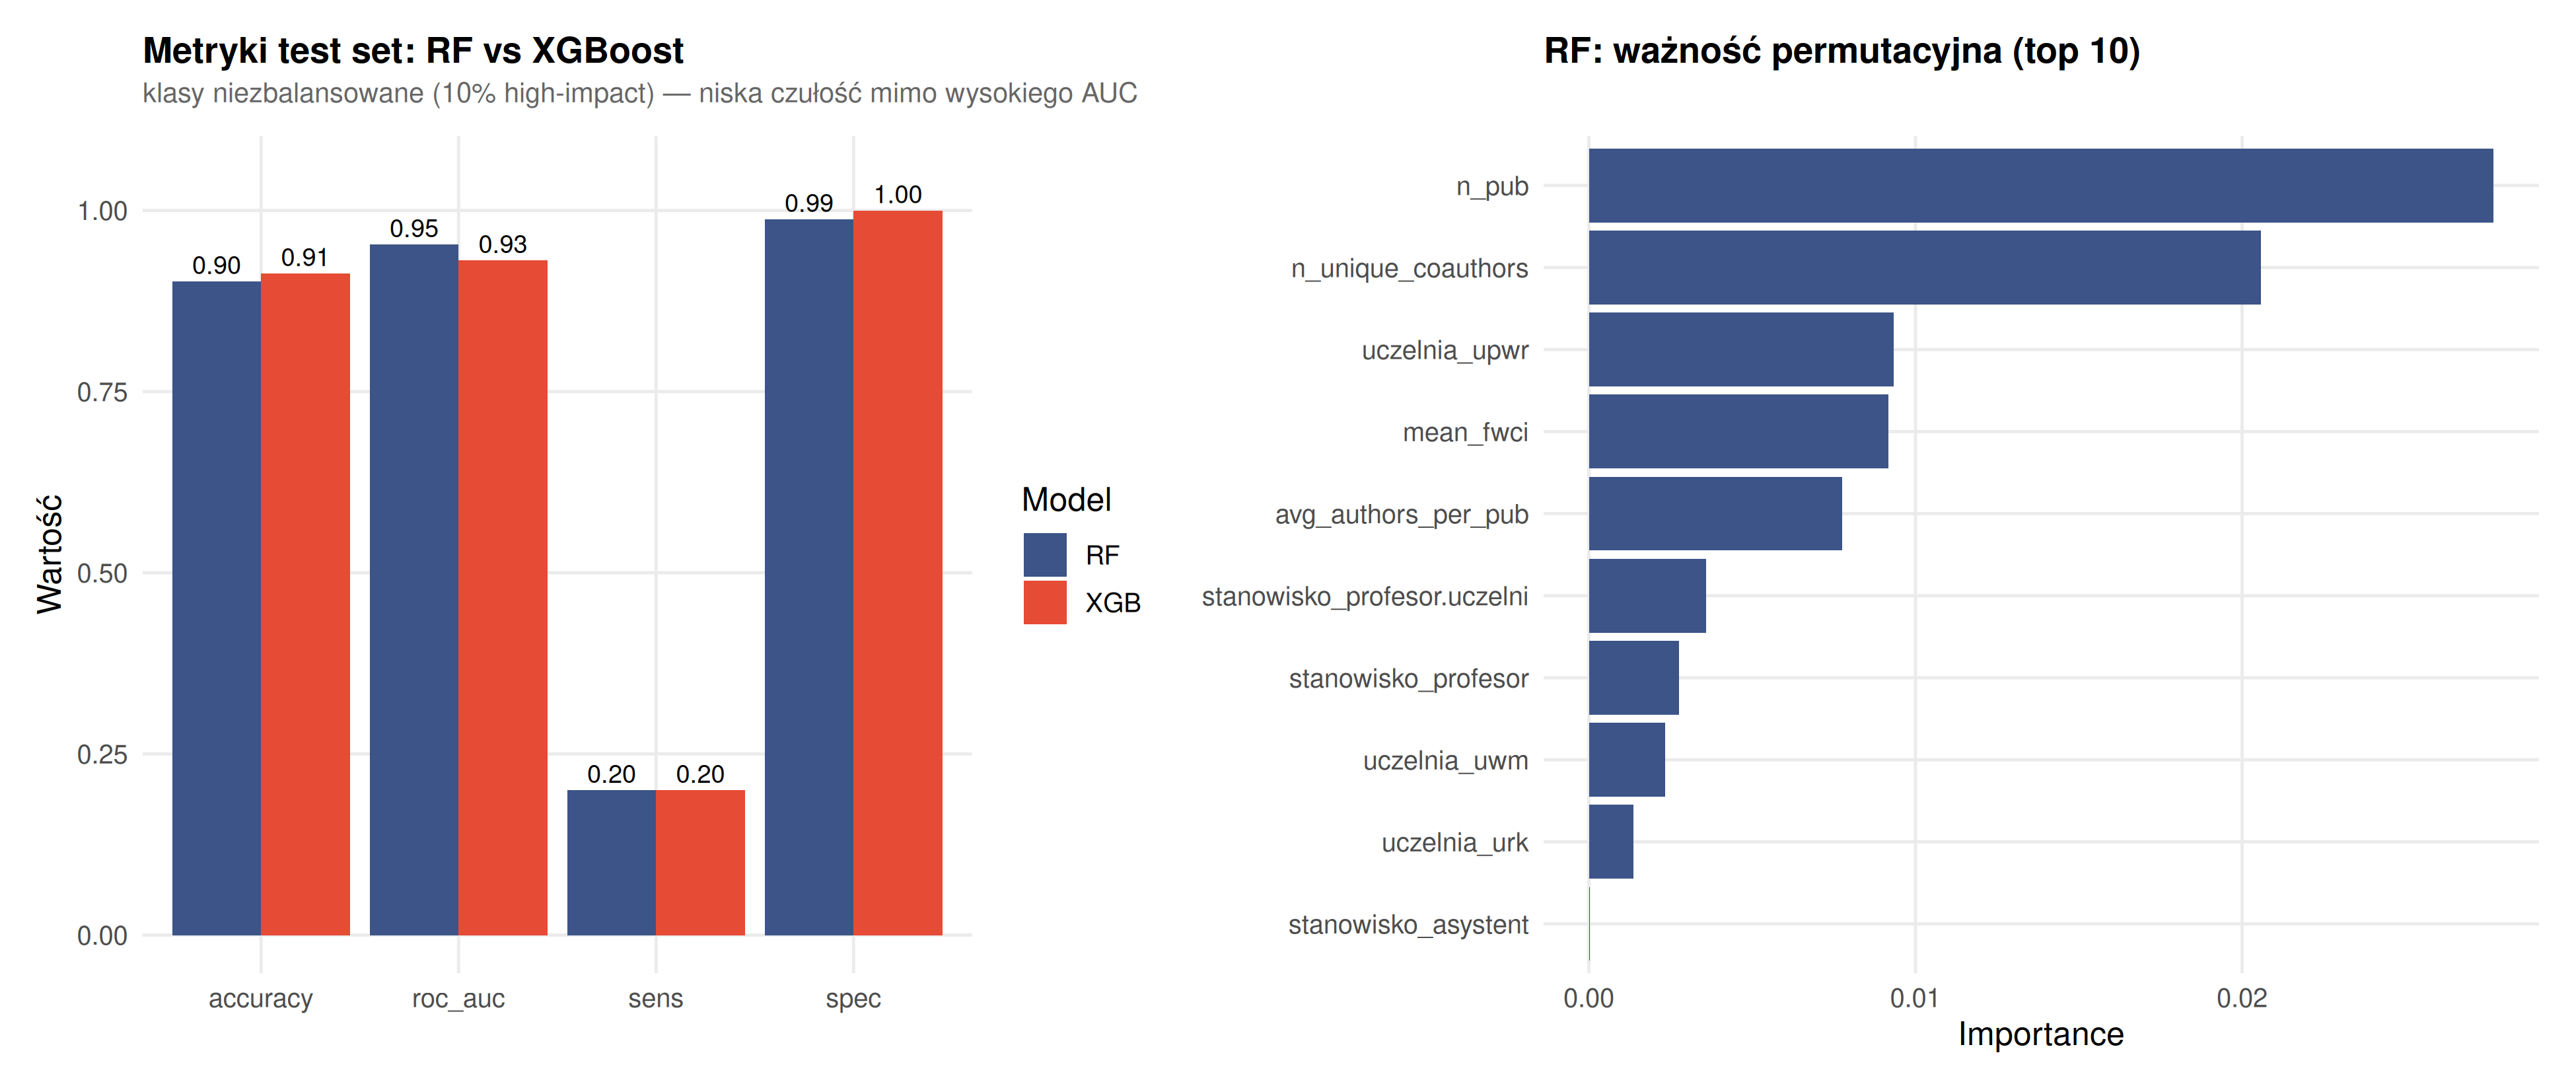 Metryki test set: RF vs XGBoost
klasy niezbalansowane (10% high-impact) — niska czułość mimo wysokiego AUC
Wartość
1.00
0.75
0.50
0.25
0.00
0.90
0.91
0.95
0.93
0.20
0.20
0.99
1.00
accuracy
roc_auc
sens
spec
Model
RF
XGB
RF: ważność permutacyjna (top 10)
n_pub
n_unique_coauthors
uczelnia_upwr
mean_fwci
avg_authors_per_pub
stanowisko_profesor.uczelni
stanowisko_profesor
uczelnia_uwm
uczelnia_urk
stanowisko_asystent
0.00
0.01
0.02
Importance